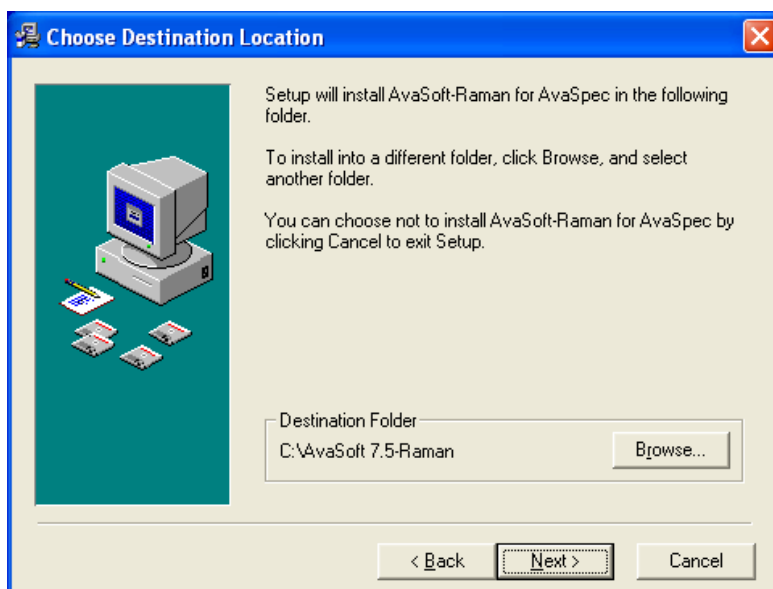 Choose Destination Location
Setup will install AvaSoft-Raman for AvaSpec in the following
folder.
To install into a different folder, click Browse, and select
another folder.
You can choose not to install AvaSoft-Raman for AvaSpec by
clicking Cancel to exit Setup.
Destination Folder
C:\AvaSoft 7.5-Raman
Browse...
< Back
Next >
Cancel